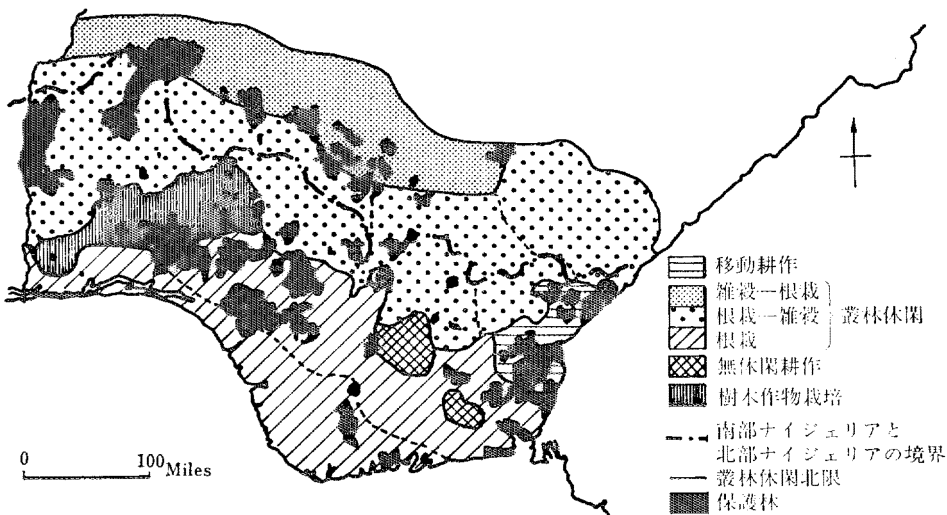 移動耕作
雑穀―根栽
根栽―雑穀
根栽
叢林休閑
無休閑耕作
樹木作物栽培
南部ナイジェリアと
北部ナイジェリアの境界
叢林休閑北限
保護林
0 100 Miles